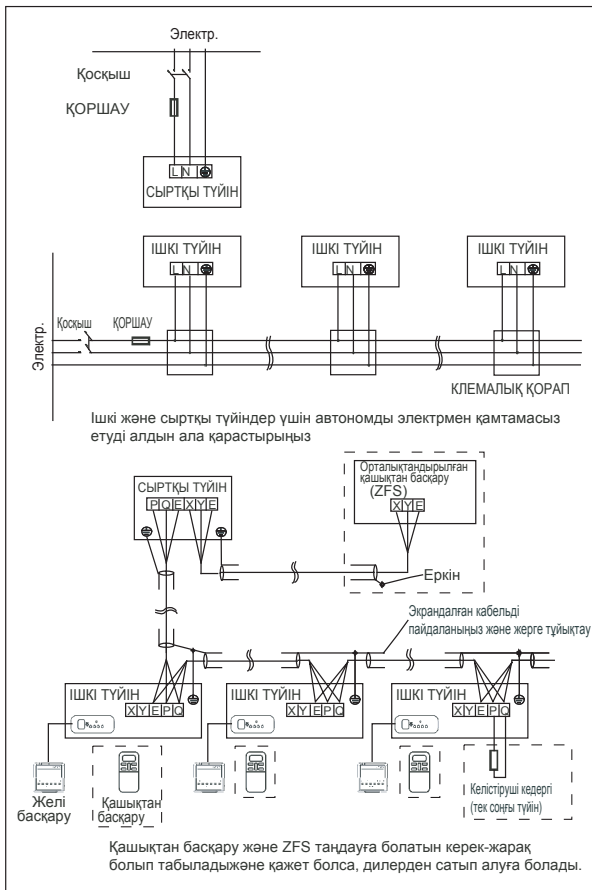 Электр.
Қосқыш
ҚОРШАУ
L N
СЫРТҚЫ ТҮЙІН
ІШКІ ТҮЙІН ІШКІ ТҮЙІН ІШКІ ТҮЙІН
L N L N L N
Электр.
Қосқыш ҚОРШАУ
КЛЕМАЛЫҚ ҚОРАП
Ішкі және сыртқы түйіндер үшін автономды электрмен қамтамасыз
етуді алдын ала қарастырыңыз
СЫРТҚЫ ТҮЙІН
P Q E X Y E
Орталықтандырылған
қашықтан басқару
(ZFS)
X Y E
Еркін
Экрандалған кабельді
пайдаланыңыз және жерге тұйықтау
ІШКІ ТҮЙІН ІШКІ ТҮЙІН ІШКІ ТҮЙІН
X Y E P Q X Y E P Q X Y E P Q
Желі
басқару
Қашықтан
басқару
Келістіруші кедергі
(тек соңғы түйін)
Қашықтан басқару және ZFS таңдауға болатын керек-жарақ
болып табыладыжәне қажет болса, дилерден сатып алуға болады.